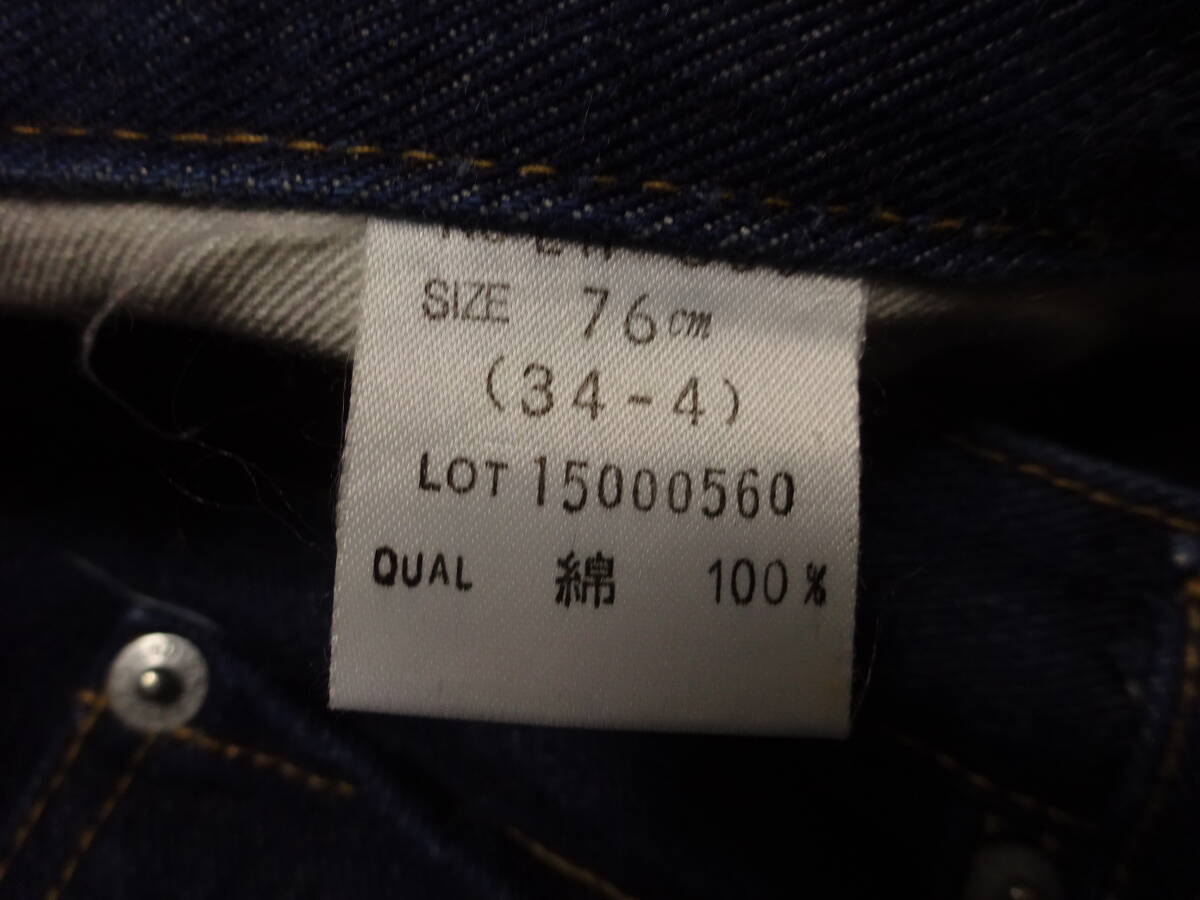 SIZE 76cm
(34-4)
LOT 15000560
QUAL 綿 100%